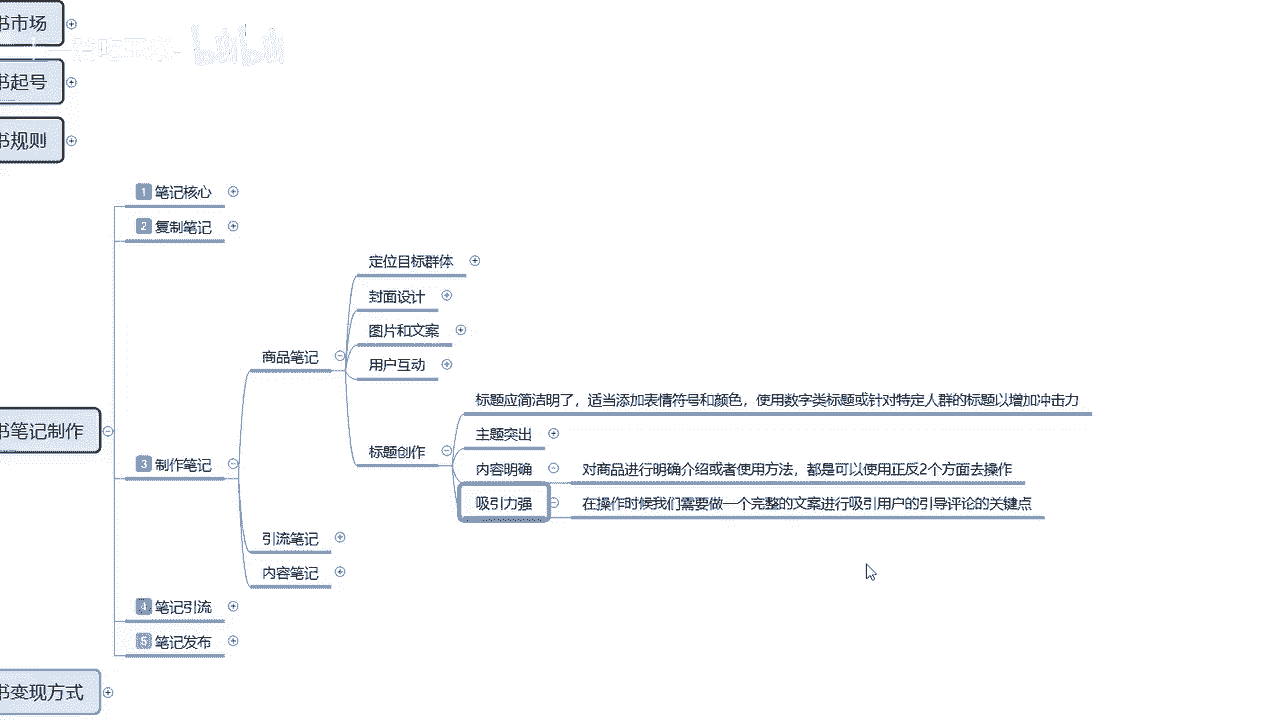 书市场
bilibili
书起号
书规则
1 笔记核心
2 复制笔记
定位目标群体
封面设计
图片和文案
商品笔记
用户互动
标题应简洁明了，适当添加表情符号和颜色，使用数字类标题或针对特定人群的标题以增加冲击力
书笔记制作
主题突出
标题创作
3 制作笔记
内容明确
对商品进行明确介绍或者使用方法，都是可以使用正反2个方面去操作
吸引力强
在操作时候我们需要做一个完整的文案进行吸引用户的引导评论的关键点
引流笔记
内容笔记
4 笔记引流
5 笔记发布
书变现方式